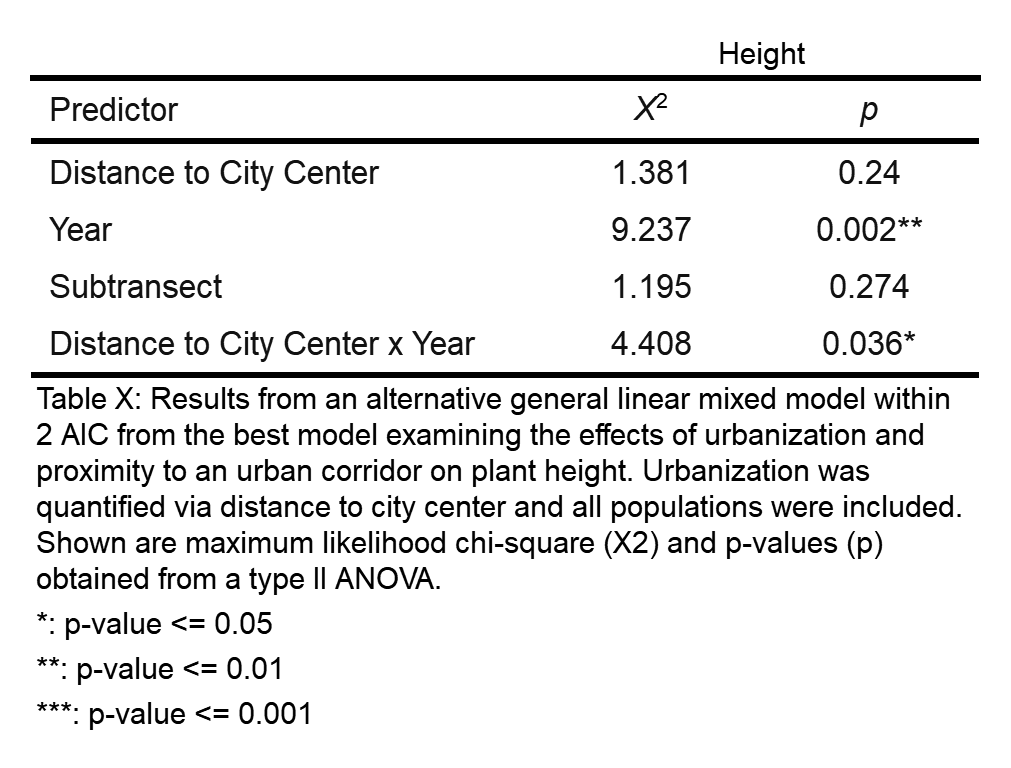 Height
Predictor X² p
Distance to City Center 1.381 0.24
Year 9.237 0.002**
Subtransect 1.195 0.274
Distance to City Center x Year 4.408 0.036*
Table X: Results from an alternative general linear mixed model within
2 AIC from the best model examining the effects of urbanization and
proximity to an urban corridor on plant height. Urbanization was
quantified via distance to city center and all populations were included.
Shown are maximum likelihood chi-square (X2) and p-values (p)
obtained from a type II ANOVA.
*: p-value <= 0.05
**: p-value <= 0.01
***: p-value <= 0.001